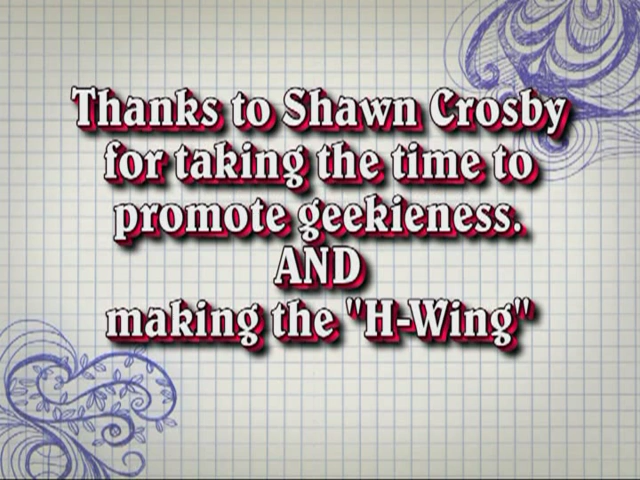 Thanks to Shawn Crosby
for taking the time to
promote geekieness.
AND
making the "H-Wing"